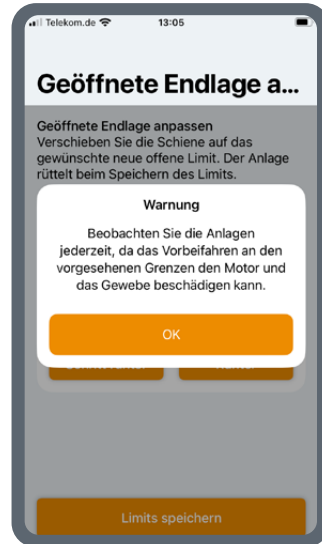 Telekom.de 13:05
Geöffnete Endlage a...
Geöffnete Endlage anpassen
Verschieben Sie die Schiene auf das
gewünschte neue offene Limit. Der Anlage
rüttelt beim Speichern des Limits.
Warnung
Beobachten Sie die Anlagen
jederzeit, da das Vorbeifahren an den
vorgesehenen Grenzen den Motor und
das Gewebe beschädigen kann.
OK
Limits speichern